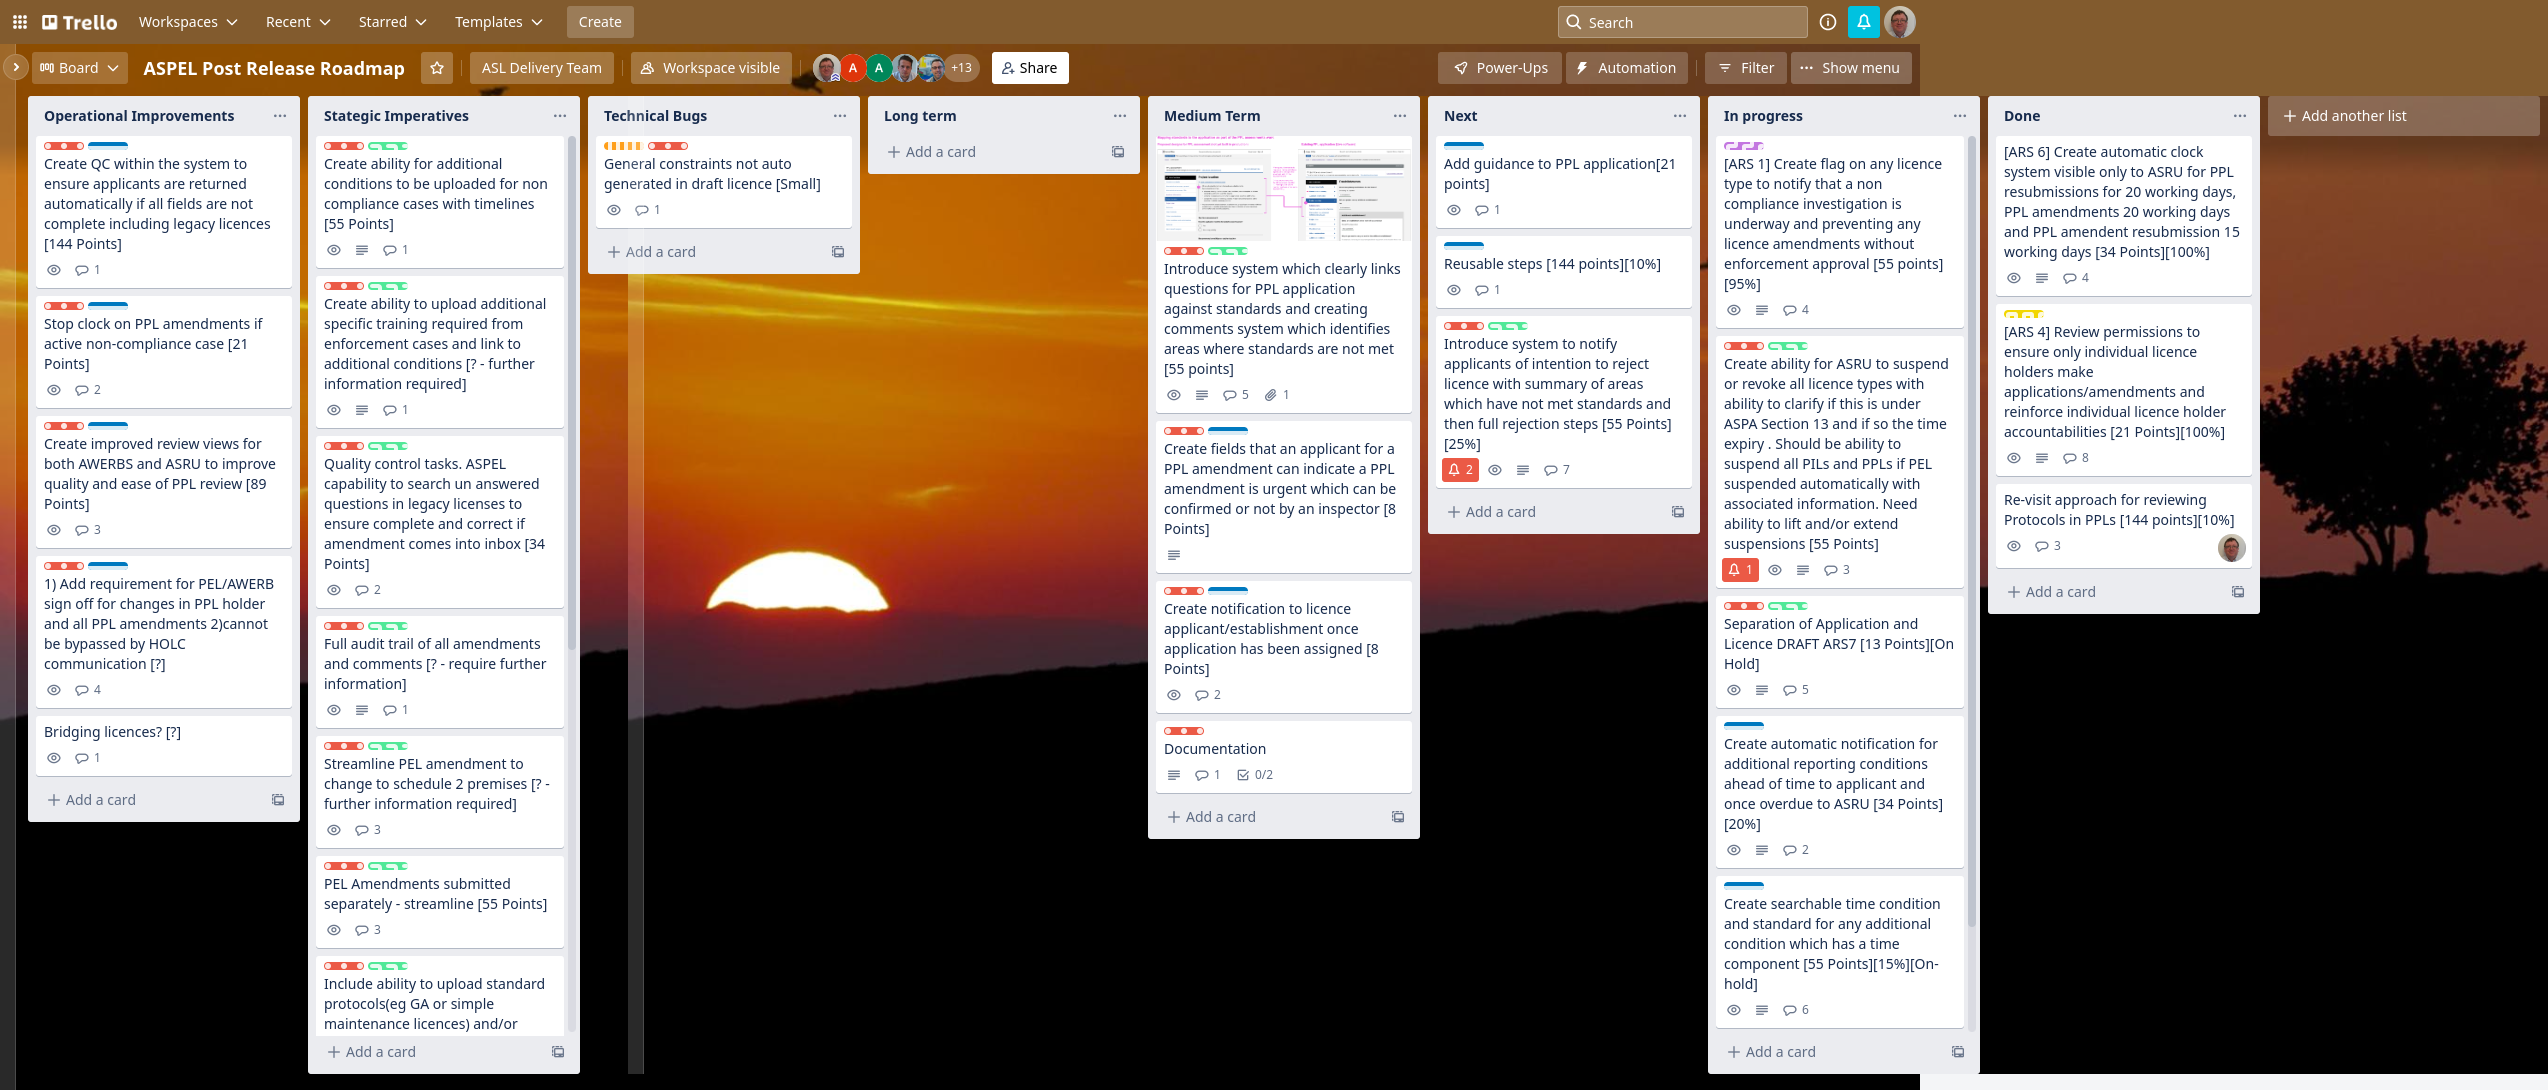 Trello
Workspaces
Recent
Starred
Templates
Create
Search
Board
ASPEL Post Release Roadmap
ASL Delivery Team
Workspace visible
A
A
+13
Share
Power-Ups
Automation
Filter
Show menu
Operational Improvements
Create QC within the system to
ensure applicants are returned
automatically if all fields are not
complete including legacy licences
[144 Points]
1
Stop clock on PPL amendments if
active non-compliance case [21
Points]
2
Create improved review views for
both AWERBS and ASRU to improve
quality and ease of PPL review [89
Points]
3
1) Add requirement for PEL/AWERB
sign off for changes in PPL holder
and all PPL amendments 2)cannot
be bypassed by HOLC
communication [?]
4
Bridging licences? [?]
1
Add a card
Stategic Imperatives
Create ability for additional
conditions to be uploaded for non
compliance cases with timelines
[55 Points]
1
Create ability to upload additional
specific training required from
enforcement cases and link to
additional conditions [? - further
information required]
1
Quality control tasks. ASPEL
capability to search un answered
questions in legacy licenses to
ensure complete and correct if
amendment comes into inbox [34
Points]
2
Full audit trail of all amendments
and comments [? - require further
information]
1
Streamline PEL amendment to
change to schedule 2 premises [? -
further information required]
3
PEL Amendments submitted
separately - streamline [55 Points]
3
Include ability to upload standard
protocols(eg GA or simple
maintenance licences) and/or
Add a card
Technical Bugs
General constraints not auto
generated in draft licence [Small]
1
Add a card
Long term
Add a card
Medium Term
Introduce system which clearly links
questions for PPL application
against standards and creating
comments system which identifies
areas where standards are not met
[55 points]
5
1
Create fields that an applicant for a
PPL amendment can indicate a PPL
amendment is urgent which can be
confirmed or not by an inspector [8
Points]
Create notification to licence
applicant/establishment once
application has been assigned [8
Points]
2
Documentation
1
0/2
Add a card
Next
Add guidance to PPL application[21
points]
1
Reusable steps [144 points][10%]
1
Introduce system to notify
applicants of intention to reject
licence with summary of areas
which have not met standards and
then full rejection steps [55 Points]
[25%]
2
7
Add a card
In progress
[ARS 1] Create flag on any licence
type to notify that a non
compliance investigation is
underway and preventing any
licence amendments without
enforcement approval [55 points]
[95%]
4
Create ability for ASRU to suspend
or revoke all licence types with
ability to clarify if this is under
ASPA Section 13 and if so the time
expiry . Should be ability to
suspend all PILs and PPLs if PEL
suspended automatically with
associated information. Need
ability to lift and/or extend
suspensions [55 Points]
1
3
Separation of Application and
Licence DRAFT ARS7 [13 Points][On
Hold]
5
Create automatic notification for
additional reporting conditions
ahead of time to applicant and
once overdue to ASRU [34 Points]
[20%]
2
Create searchable time condition
and standard for any additional
condition which has a time
component [55 Points][15%][On-
hold]
6
Add a card
Done
[ARS 6] Create automatic clock
system visible only to ASRU for PPL
resubmissions for 20 working days,
PPL amendments 20 working days
and PPL amendent resubmission 15
working days [34 Points][100%]
4
[ARS 4] Review permissions to
ensure only individual licence
holders make
applications/amendments and
reinforce individual licence holder
accountabilities [21 Points][100%]
8
Re-visit approach for reviewing
Protocols in PPLs [144 points][10%]
3
Add a card
Add another list